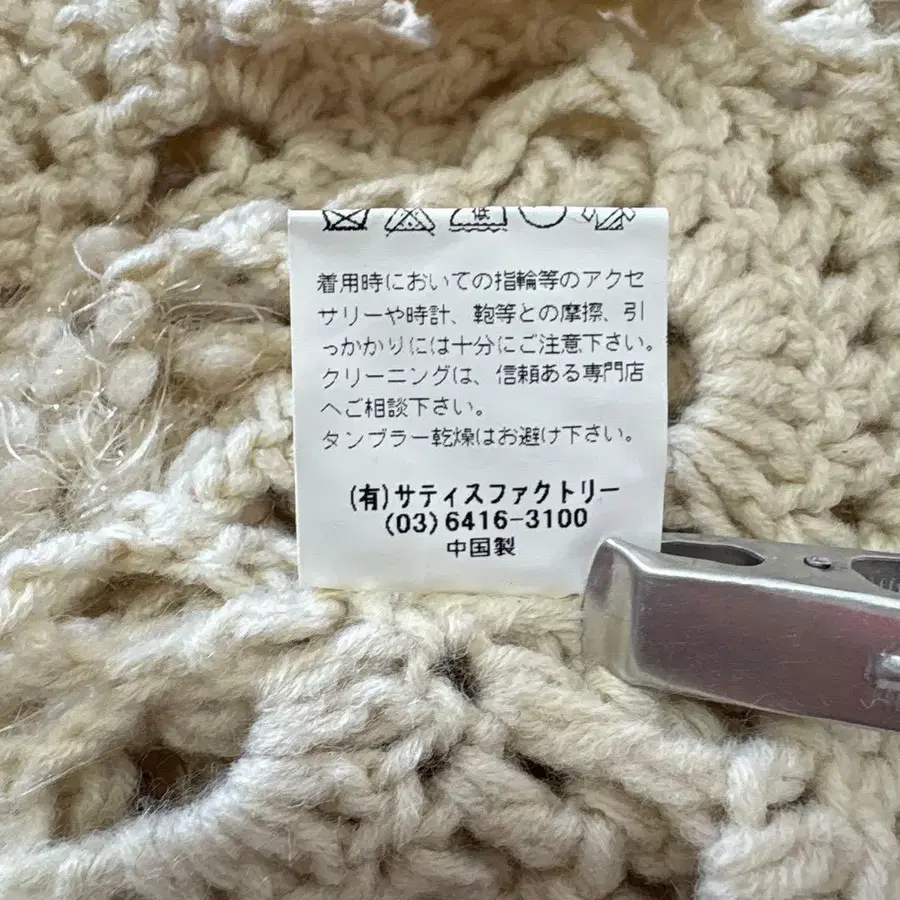 低
着用時においての指輪等のアクセ
サリーや時計、鞄等との摩擦、引
っかかりには十分にご注意下さい。
クリーニングは、信頼ある専門店
へご相談下さい。
タンブラー乾燥はお避け下さい。
(有)サティスファクトリー
(03)6416-3100
中国製